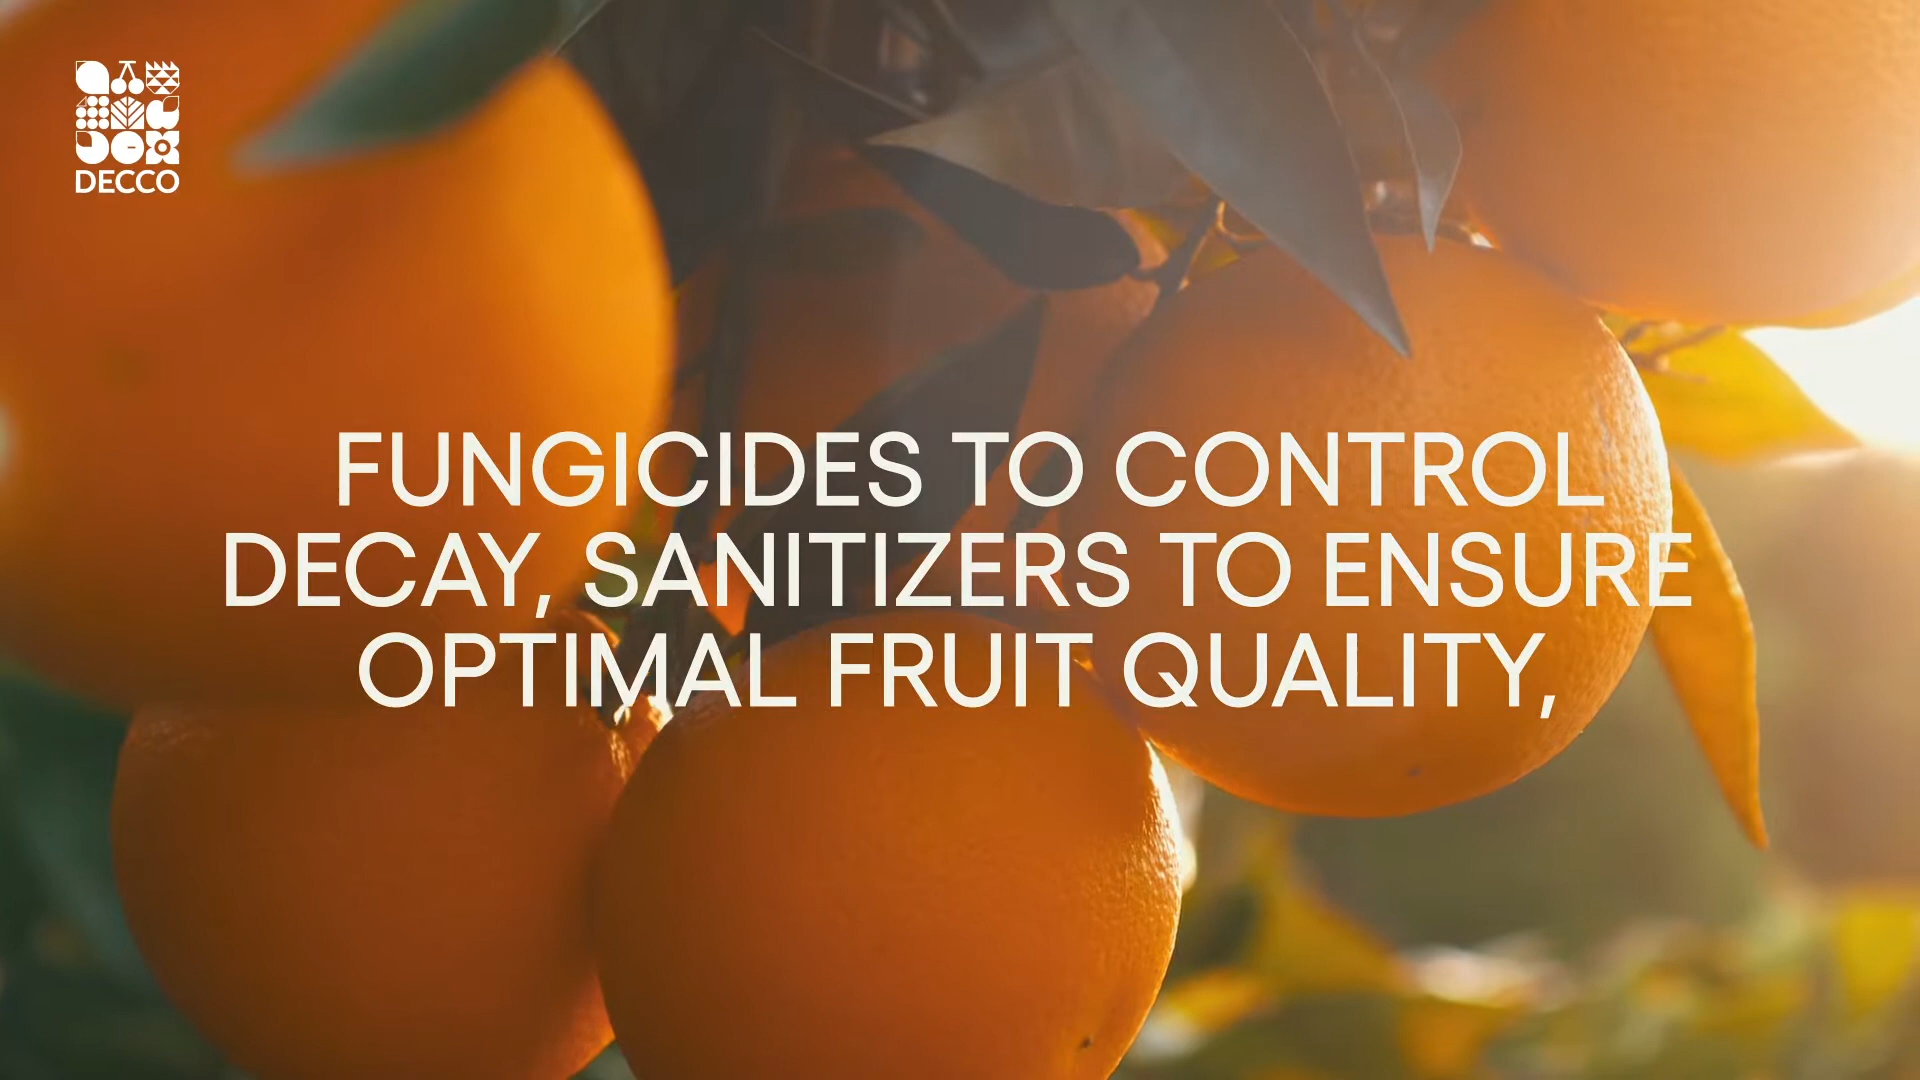 DECCO
FUNGICIDES TO CONTROL
DECAY, SANITIZERS TO ENSURE
OPTIMAL FRUIT QUALITY,